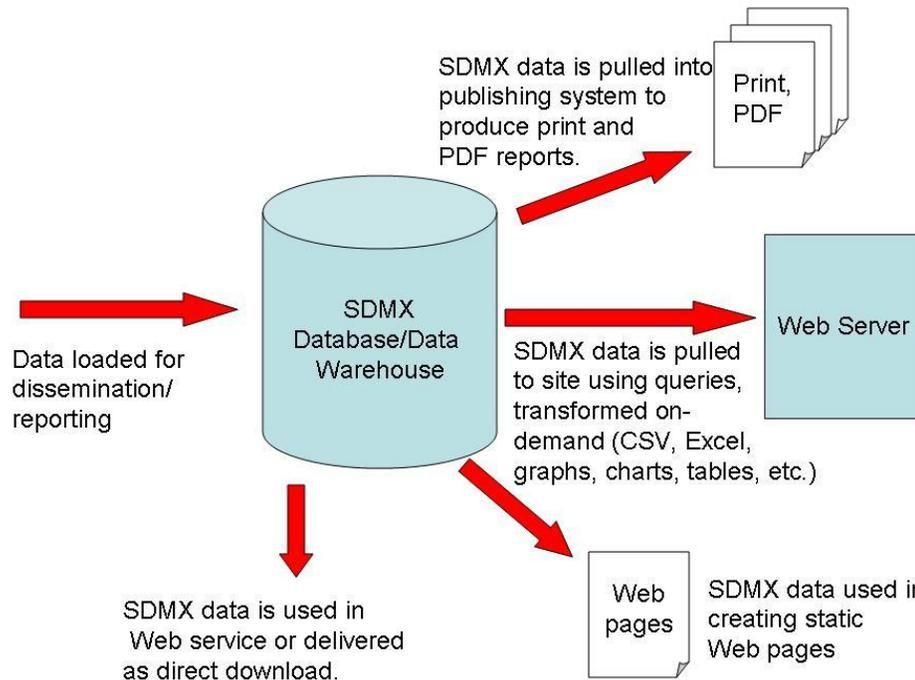 SDMX data is pulled into
publishing system to
produce print and
PDF reports.
Print,
PDF
SDMX
Database/Data
Warehouse
Web Server
Data loaded for
dissemination/
reporting
SDMX data is pulled
to site using queries,
transformed on-
demand (CSV, Excel,
graphs, charts, tables, etc.)
SDMX data is used in
Web service or delivered
as direct download.
Web
pages
SDMX data used in
creating static
Web pages